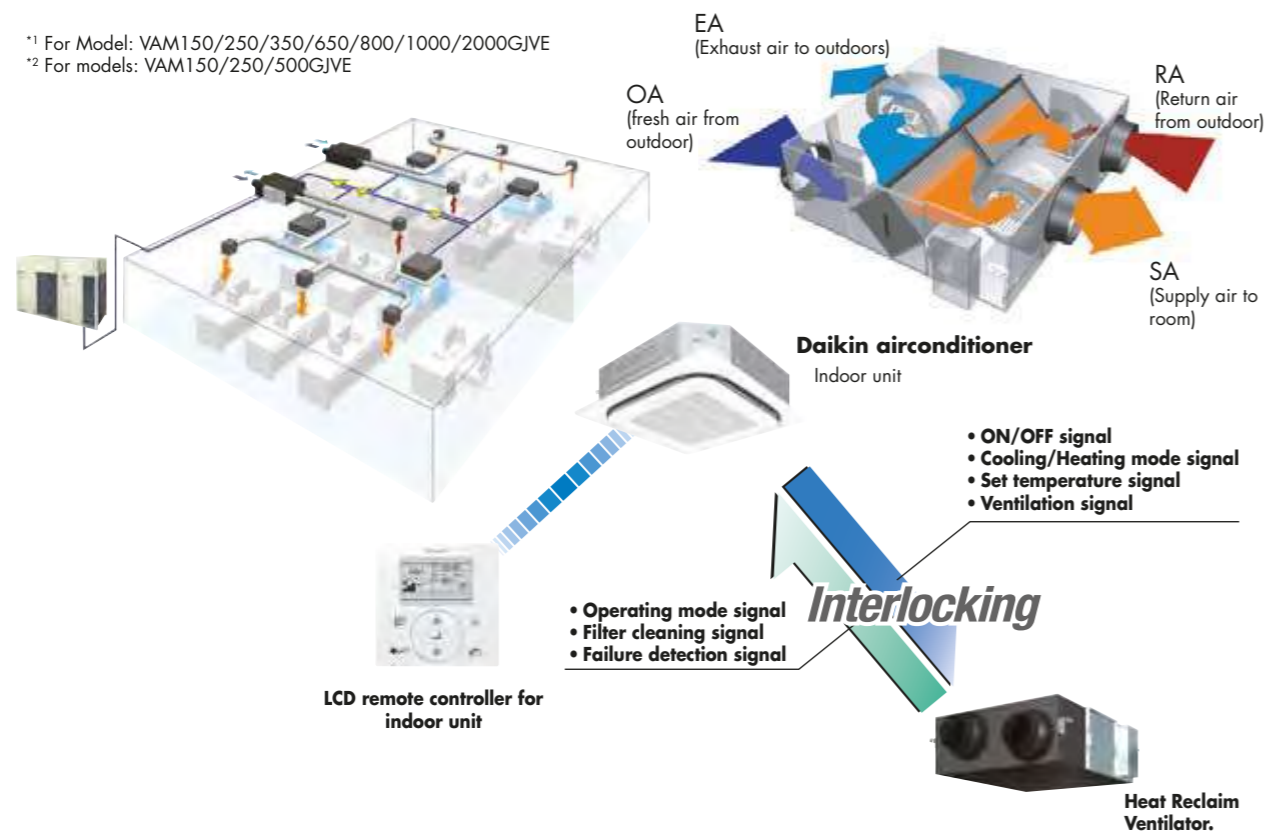 *1 For Model: VAM150/250/350/650/800/1000/2000GJVE
*2 For models: VAM150/250/500GJVE
EA
(Exhaust air to outdoors)
OA
(fresh air from
outdoor)
RA
(Return air
from outdoor)
SA
(Supply air to
room)
Daikin airconditioner
Indoor unit
• ON/OFF signal
• Cooling/Heating mode signal
• Set temperature signal
• Ventilation signal
Interlocking
• Operating mode signal
• Filter cleaning signal
• Failure detection signal
LCD remote controller for
indoor unit
Heat Reclaim
Ventilator.